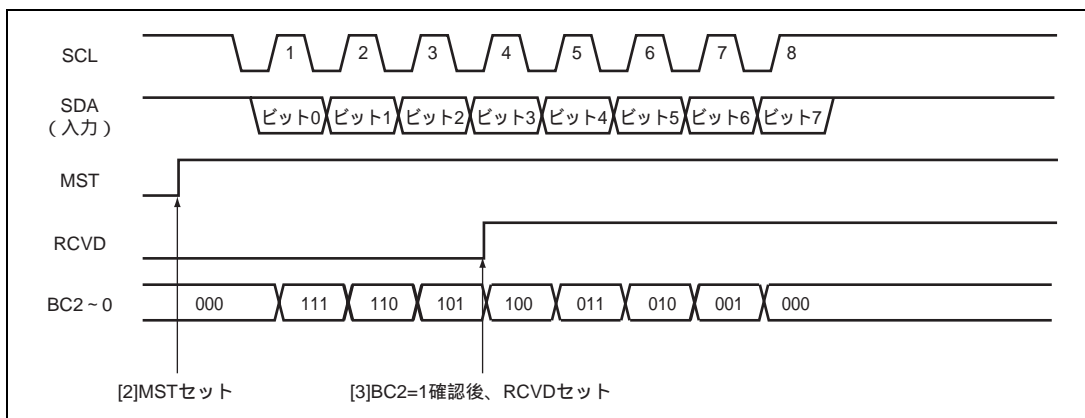 SCL 1 2 3 4 5 6 7 8
SDA
(入力) ビット0 ビット1 ビット2 ビット3 ビット4 ビット5 ビット6 ビット7
MST
RCVD
BC2～0 000 111 110 101 100 011 010 001 000
[2]MSTセット [3]BC2=1確認後、RCVDセット